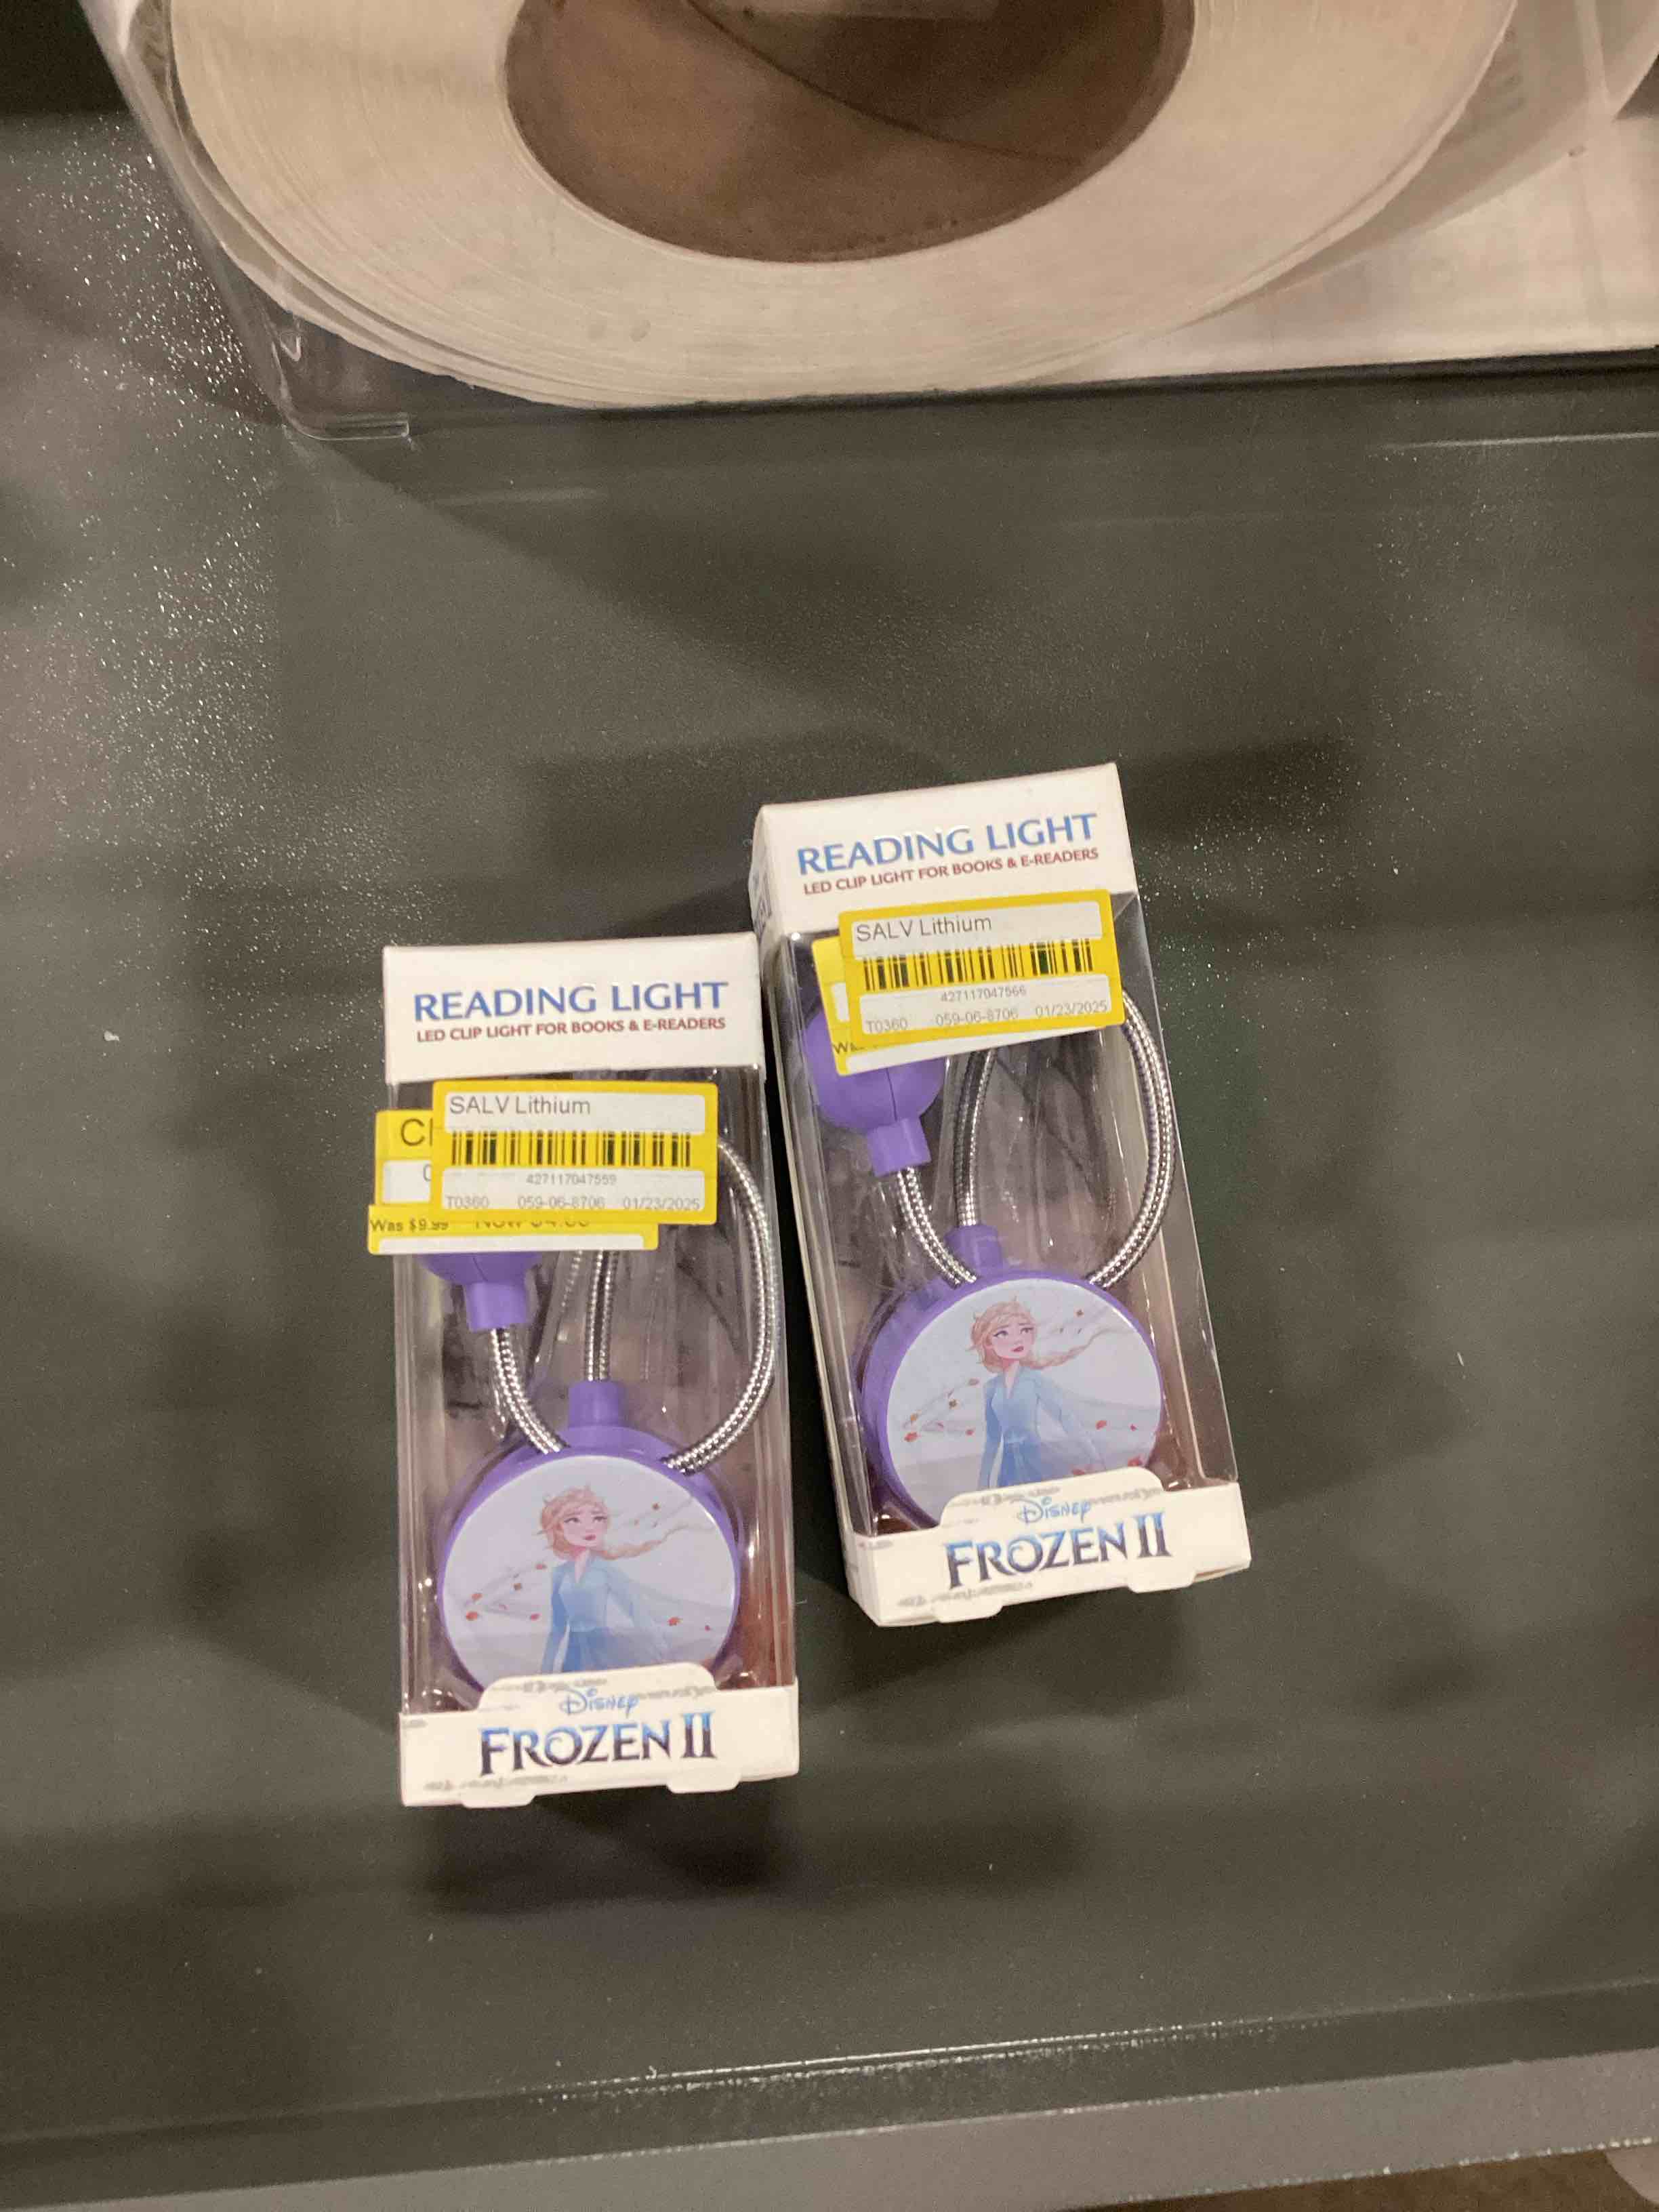 READING LIGHT
LED CLIP LIGHT FOR BOOKS & E-READERS
SALV Lithium
427117047566
T0360 059-06-8706 01/23/2025
Disney
FROZEN II
READING LIGHT
LED CLIP LIGHT FOR BOOKS & E-READERS
SALV Lithium
427117047559
T0360 059-06-8706 01/23/2025
Was $9.99
Disney
FROZEN II